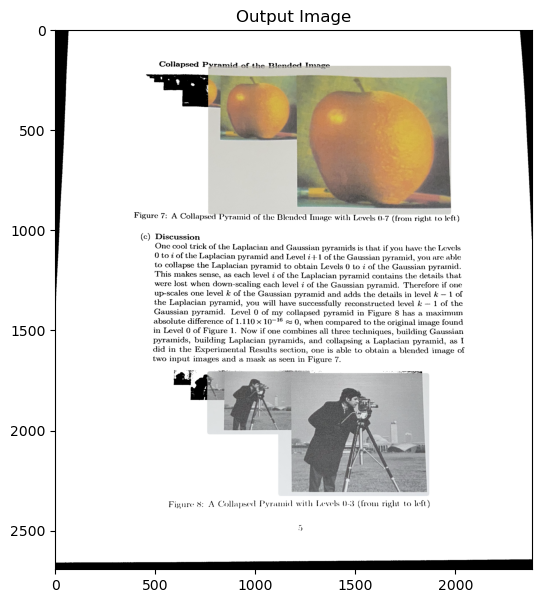 Output Image
0
500
1000
1500
2000
2500
Collapsed Pyramid of the Blended Image
Figure 7: A Collapsed Pyramid of the Blended Image with Levels 0-7 (from right to left)
(c) Discussion
One cool trick of the Laplacian and Gaussian pyramids is that if you have the Levels
0 to i of the Laplacian pyramid and Level i+1 of the Gaussian pyramid, you are able
to collapse the Laplacian pyramid to obtain Levels 0 to i of the Gaussian pyramid.
This makes sense, as each level i of the Laplacian pyramid contains the details that
were lost when down-scaling each level i of the Gaussian pyramid. Therefore if one
up-scales one level k of the Gaussian pyramid and adds the details in level k − 1 of
the Laplacian pyramid, you will have successfully reconstructed level k − 1 of the
Gaussian pyramid. Level 0 of my collapsed pyramid in Figure 8 has a maximum
absolute difference of 1.110 × 10⁻¹⁶ ≈ 0, when compared to the original image found
in Level 0 of Figure 1. Now if one combines all three techniques, building Gaussian
pyramids, building Laplacian pyramids, and collapsing a Laplacian pyramid, as I
did in the Experimental Results section, one is able to obtain a blended image of
two input images and a mask as seen in Figure 7.
Figure 8: A Collapsed Pyramid with Levels 0-3 (from right to left)
5
0 500 1000 1500 2000